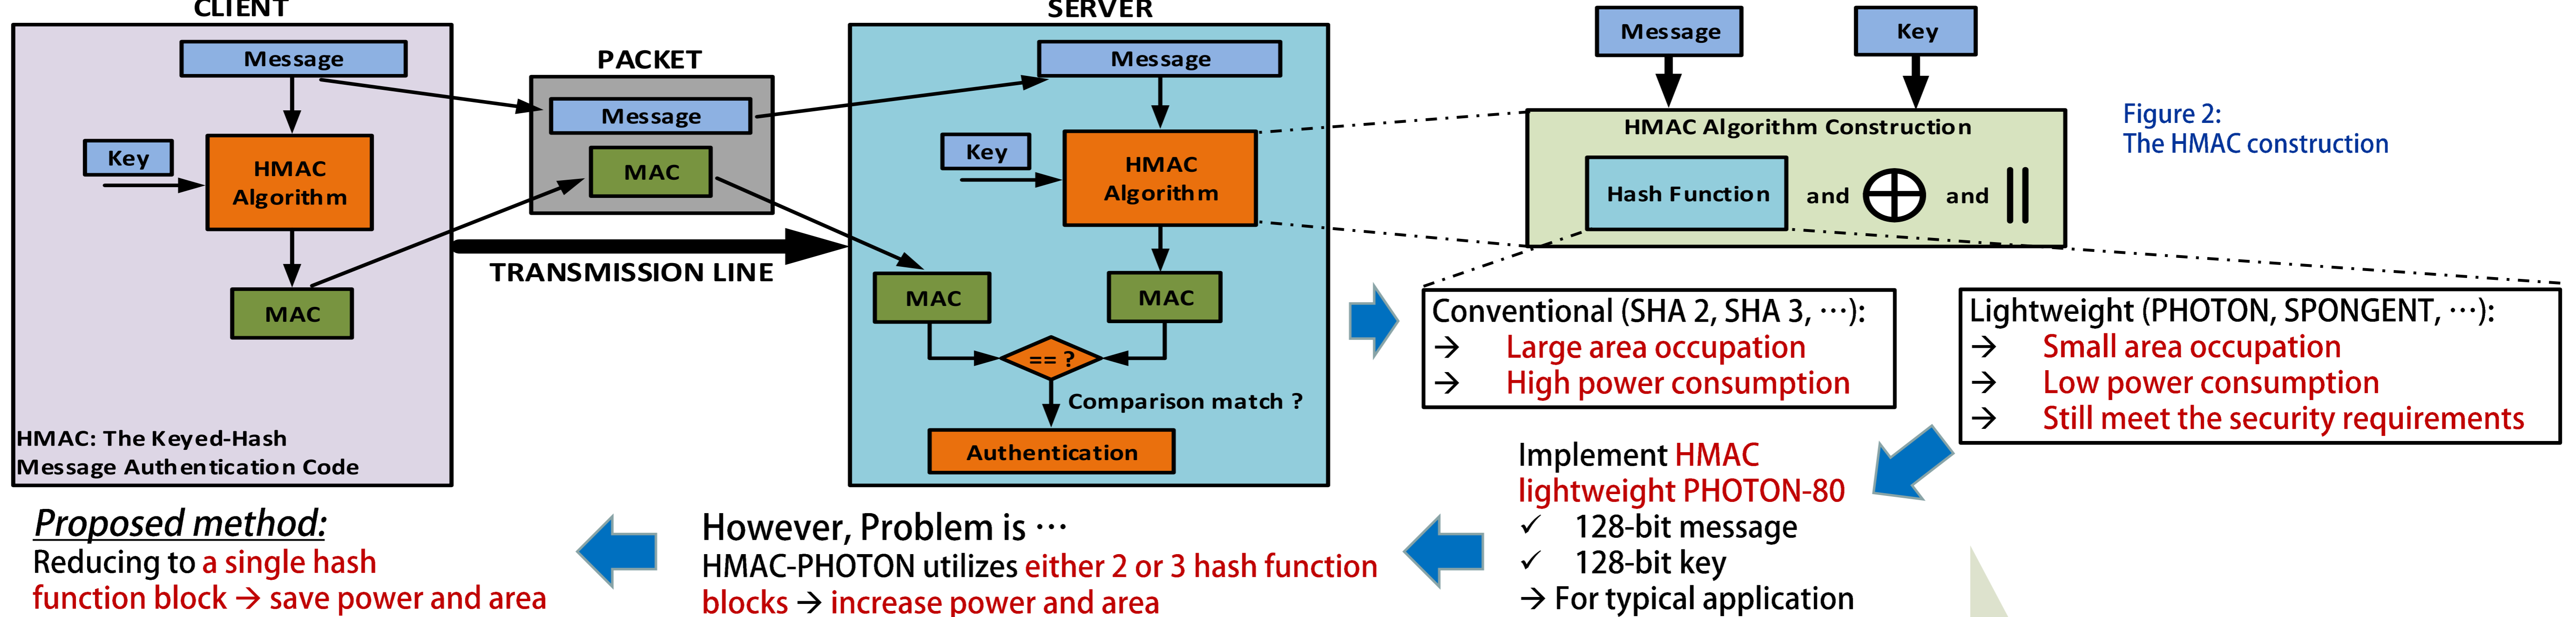 CLIENT
Message
Key
HMAC
Algorithm
MAC
HMAC: The Keyed-Hash
Message Authentication Code
PACKET
Message
MAC
TRANSMISSION LINE
SERVER
Message
Key
HMAC
Algorithm
MAC
MAC
== ?
Comparison match ?
Authentication
Message
Key
HMAC Algorithm Construction
Hash Function
and ⊕ and ||
Figure 2:
The HMAC construction
Conventional (SHA 2, SHA 3, ⋯):
→ Large area occupation
→ High power consumption
Lightweight (PHOTON, SPONGENT, ⋯):
→ Small area occupation
→ Low power consumption
→ Still meet the security requirements
Implement HMAC
lightweight PHOTON-80
✓ 128-bit message
✓ 128-bit key
→ For typical application
However, Problem is ⋯
HMAC-PHOTON utilizes either 2 or 3 hash function
blocks → increase power and area
Proposed method:
Reducing to a single hash
function block → save power and area